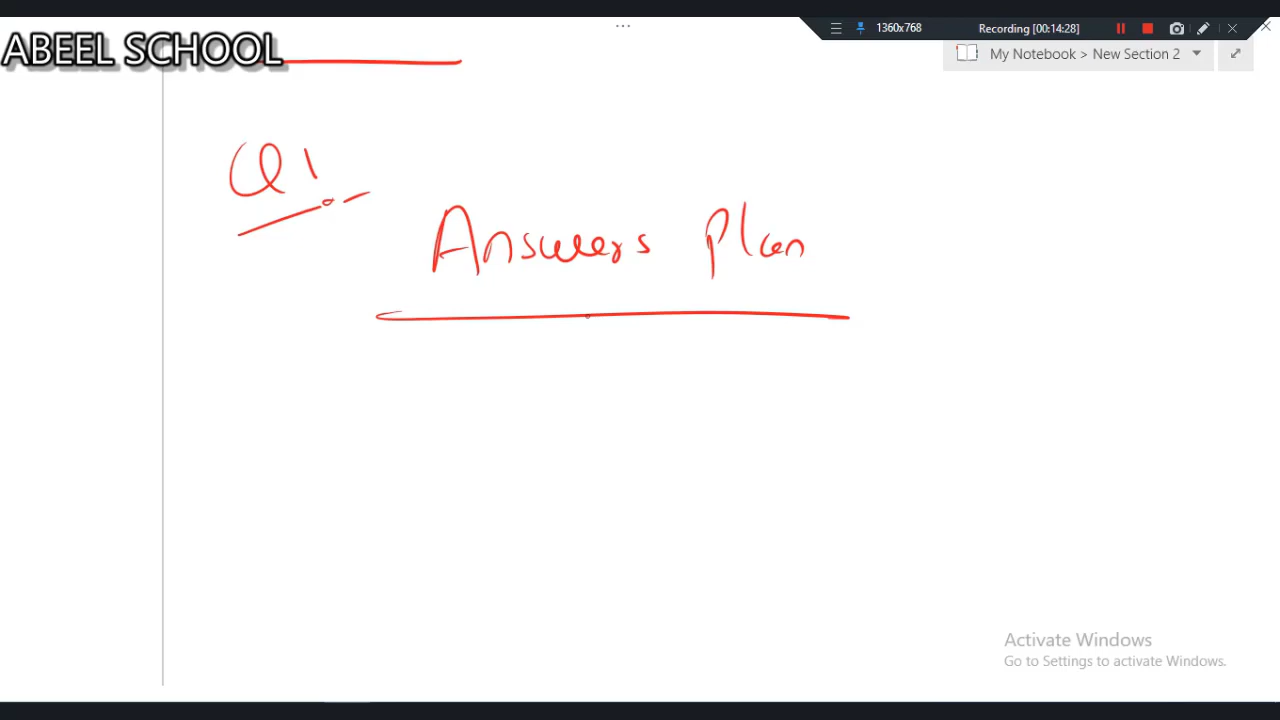 ABEEL SCHOOL
1360x768 Recording [00:14:28]
My Notebook > New Section 2
Q1
Answers Plan
Activate Windows
Go to Settings to activate Windows.